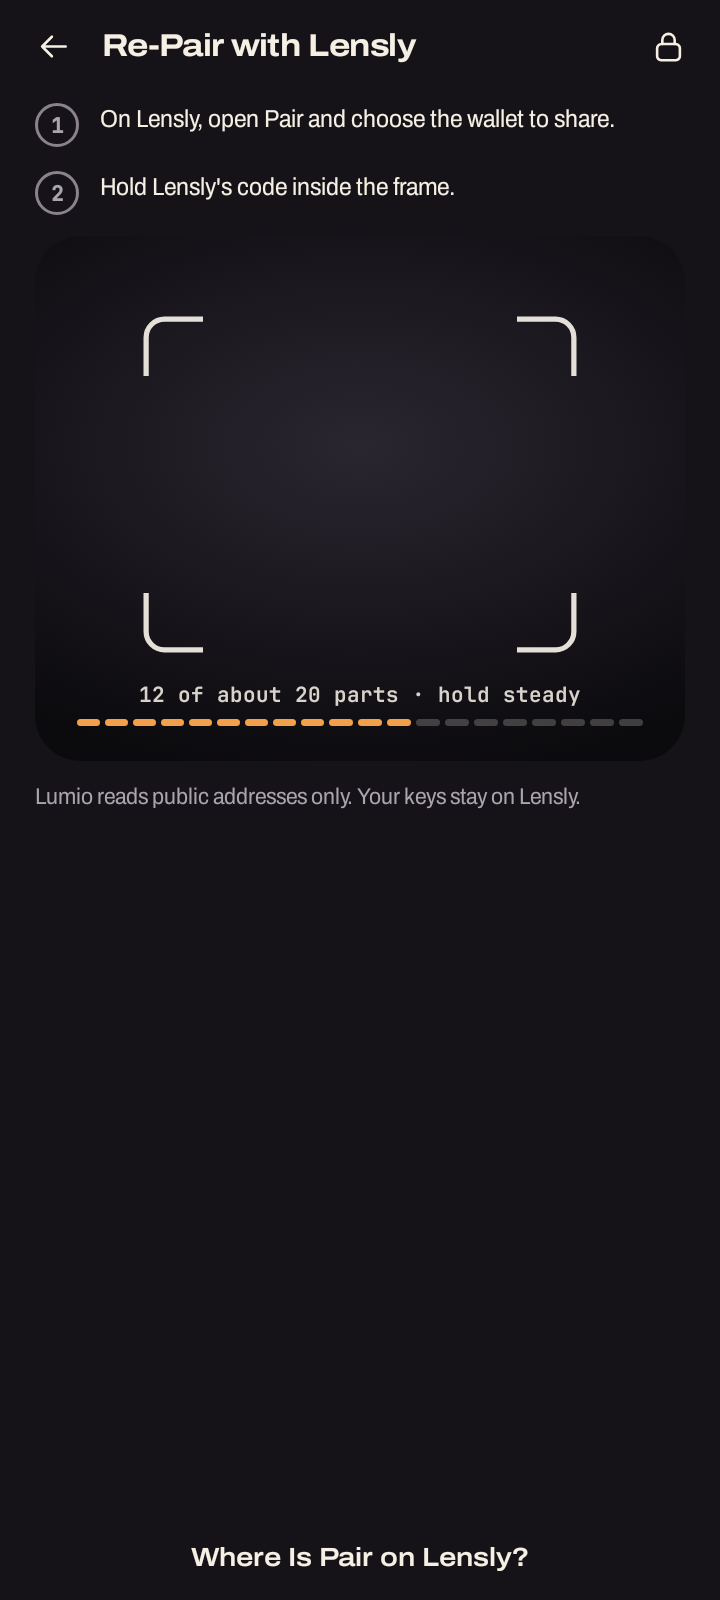 Re-Pair with Lensly
1 On Lensly, open Pair and choose the wallet to share.
2 Hold Lensly's code inside the frame.
12 of about 20 parts · hold steady
Lumio reads public addresses only. Your keys stay on Lensly.
Where Is Pair on Lensly?